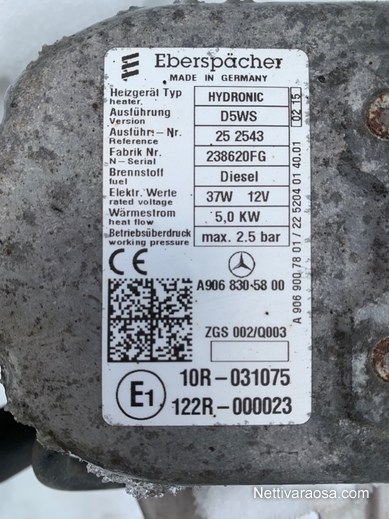 Eberspächer
MADE IN GERMANY
Heizgerät Typ HYDRONIC
heater.
Ausführung D5WS
Version
Ausführ.-Nr. 25 2543
Reference
Fabrik Nr. 238620FG
N-Serial
Brennstoff Diesel
fuel
Elektr. Werte 37W 12V
rated voltage
Wärmestrom 5,0 KW
heat flow
Betriebsüberdruck max. 2.5 bar
working pressure
02 15
A 906 900 78 01 / 22 5204 01 40.01
CE
A 906 830 58 00
ZGS 002/Q003
E1
10R-031075
122R-000023
Nettivaraosa.com